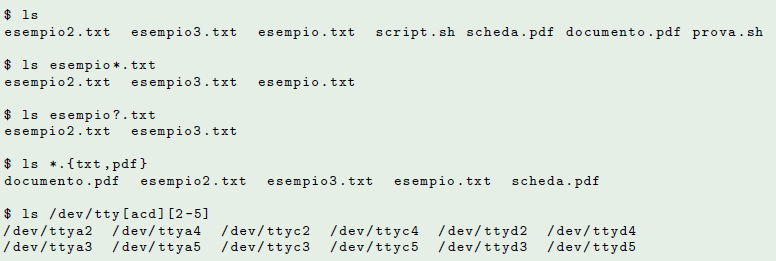 $ ls
esempio2.txt esempio3.txt esempio.txt script.sh scheda.pdf documento.pdf prova.sh
$ ls esempio*.txt
esempio2.txt esempio3.txt esempio.txt
$ ls esempio?.txt
esempio2.txt esempio3.txt
$ ls *.{txt,pdf}
documento.pdf esempio2.txt esempio3.txt esempio.txt scheda.pdf
$ ls /dev/tty[acd][2-5]
/dev/ttya2 /dev/ttya4 /dev/ttyc2 /dev/ttyc4 /dev/ttyd2 /dev/ttyd4
/dev/ttya3 /dev/ttya5 /dev/ttyc3 /dev/ttyc5 /dev/ttyd3 /dev/ttyd5